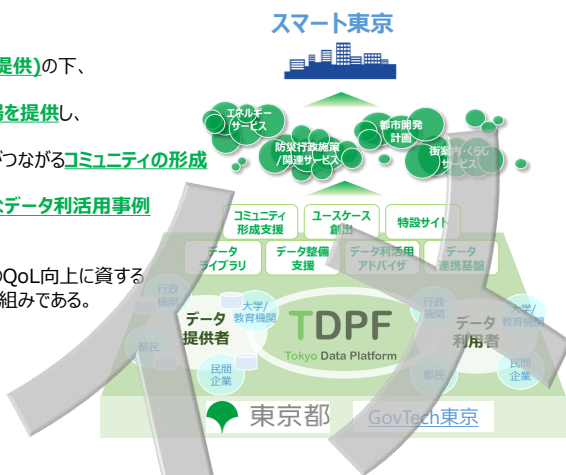 スマート東京
提供)の下、
場を提供し、
がつながるコミュニティの形成
なデータ利活用事例
のQoL向上に資する
組みである。
エネルギー
サービス
防災行政施策
/関連サービス
都市開発
計画
街案内・くらし
サービス
コミュニティ
形成支援
ユースケース
創出
特設サイト
データ
ライブラリ
データ整備
支援
データ利活用
アドバイザ
データ
連携基盤
行政
機関
大学/
教育機関
データ
提供者
都民
民間
企業
TDPF
Tokyo Data Platform
行政
機関
大学/
教育機関
データ
利用者
都民
民間
企業
東京都
GovTech東京